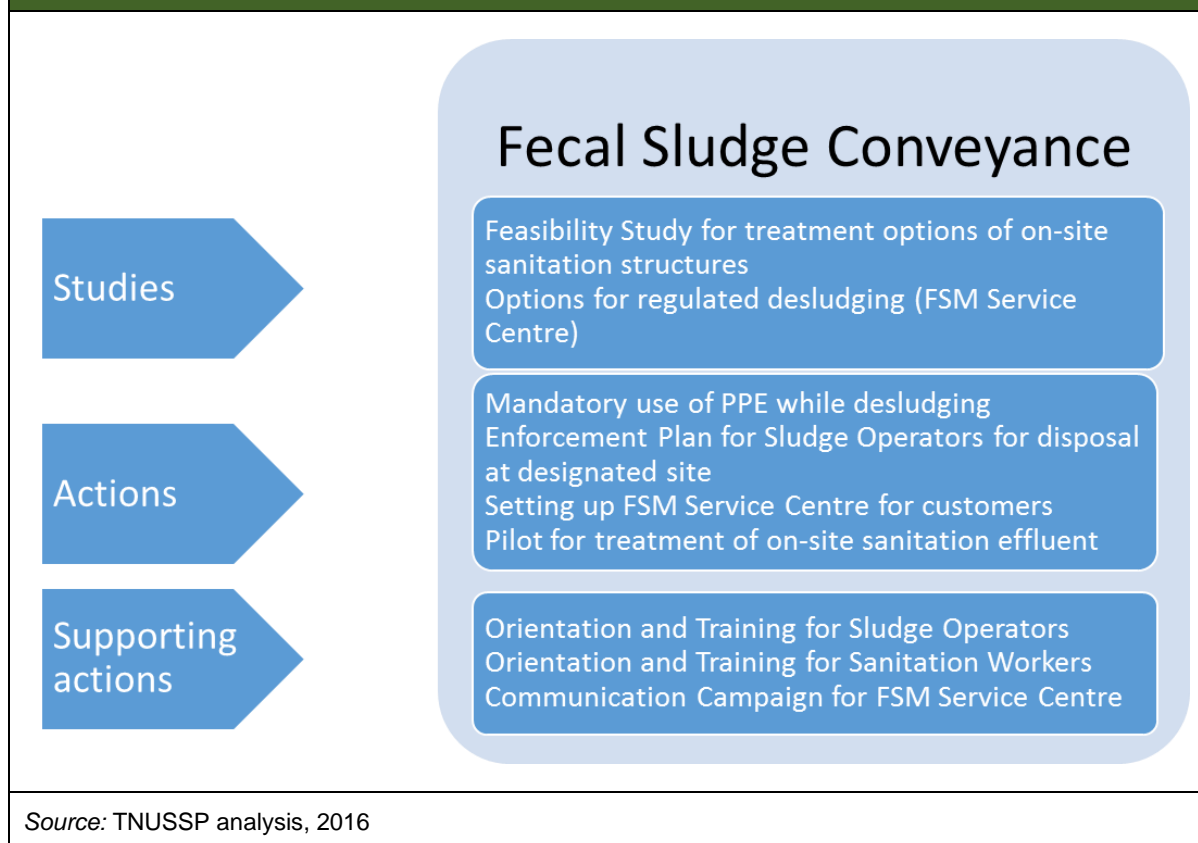 Fecal Sludge Conveyance
Studies
Feasibility Study for treatment options of on-site
sanitation structures
Options for regulated desludging (FSM Service
Centre)
Actions
Mandatory use of PPE while desludging
Enforcement Plan for Sludge Operators for disposal
at designated site
Setting up FSM Service Centre for customers
Pilot for treatment of on-site sanitation effluent
Supporting
actions
Orientation and Training for Sludge Operators
Orientation and Training for Sanitation Workers
Communication Campaign for FSM Service Centre
Source: TNUSSP analysis, 2016